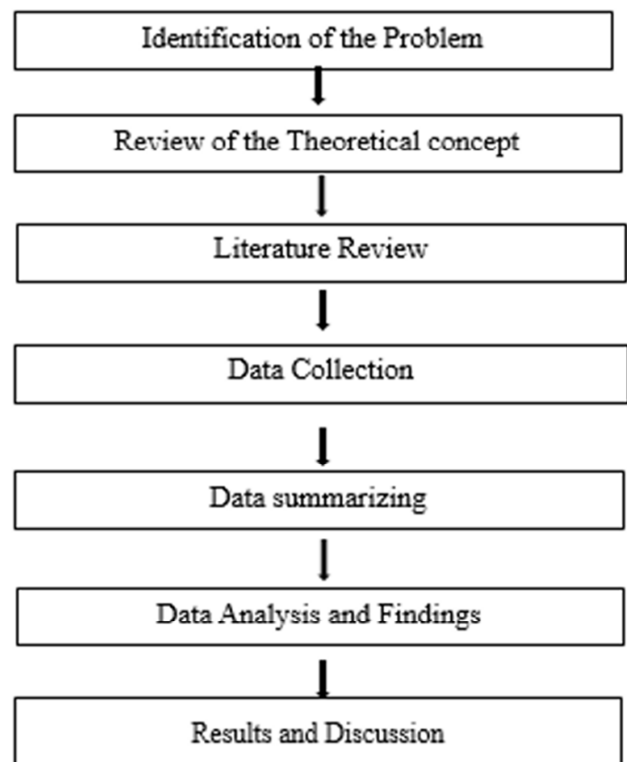 Identification of the Problem
Review of the Theoretical concept
Literature Review
Data Collection
Data summarizing
Data Analysis and Findings
Results and Discussion